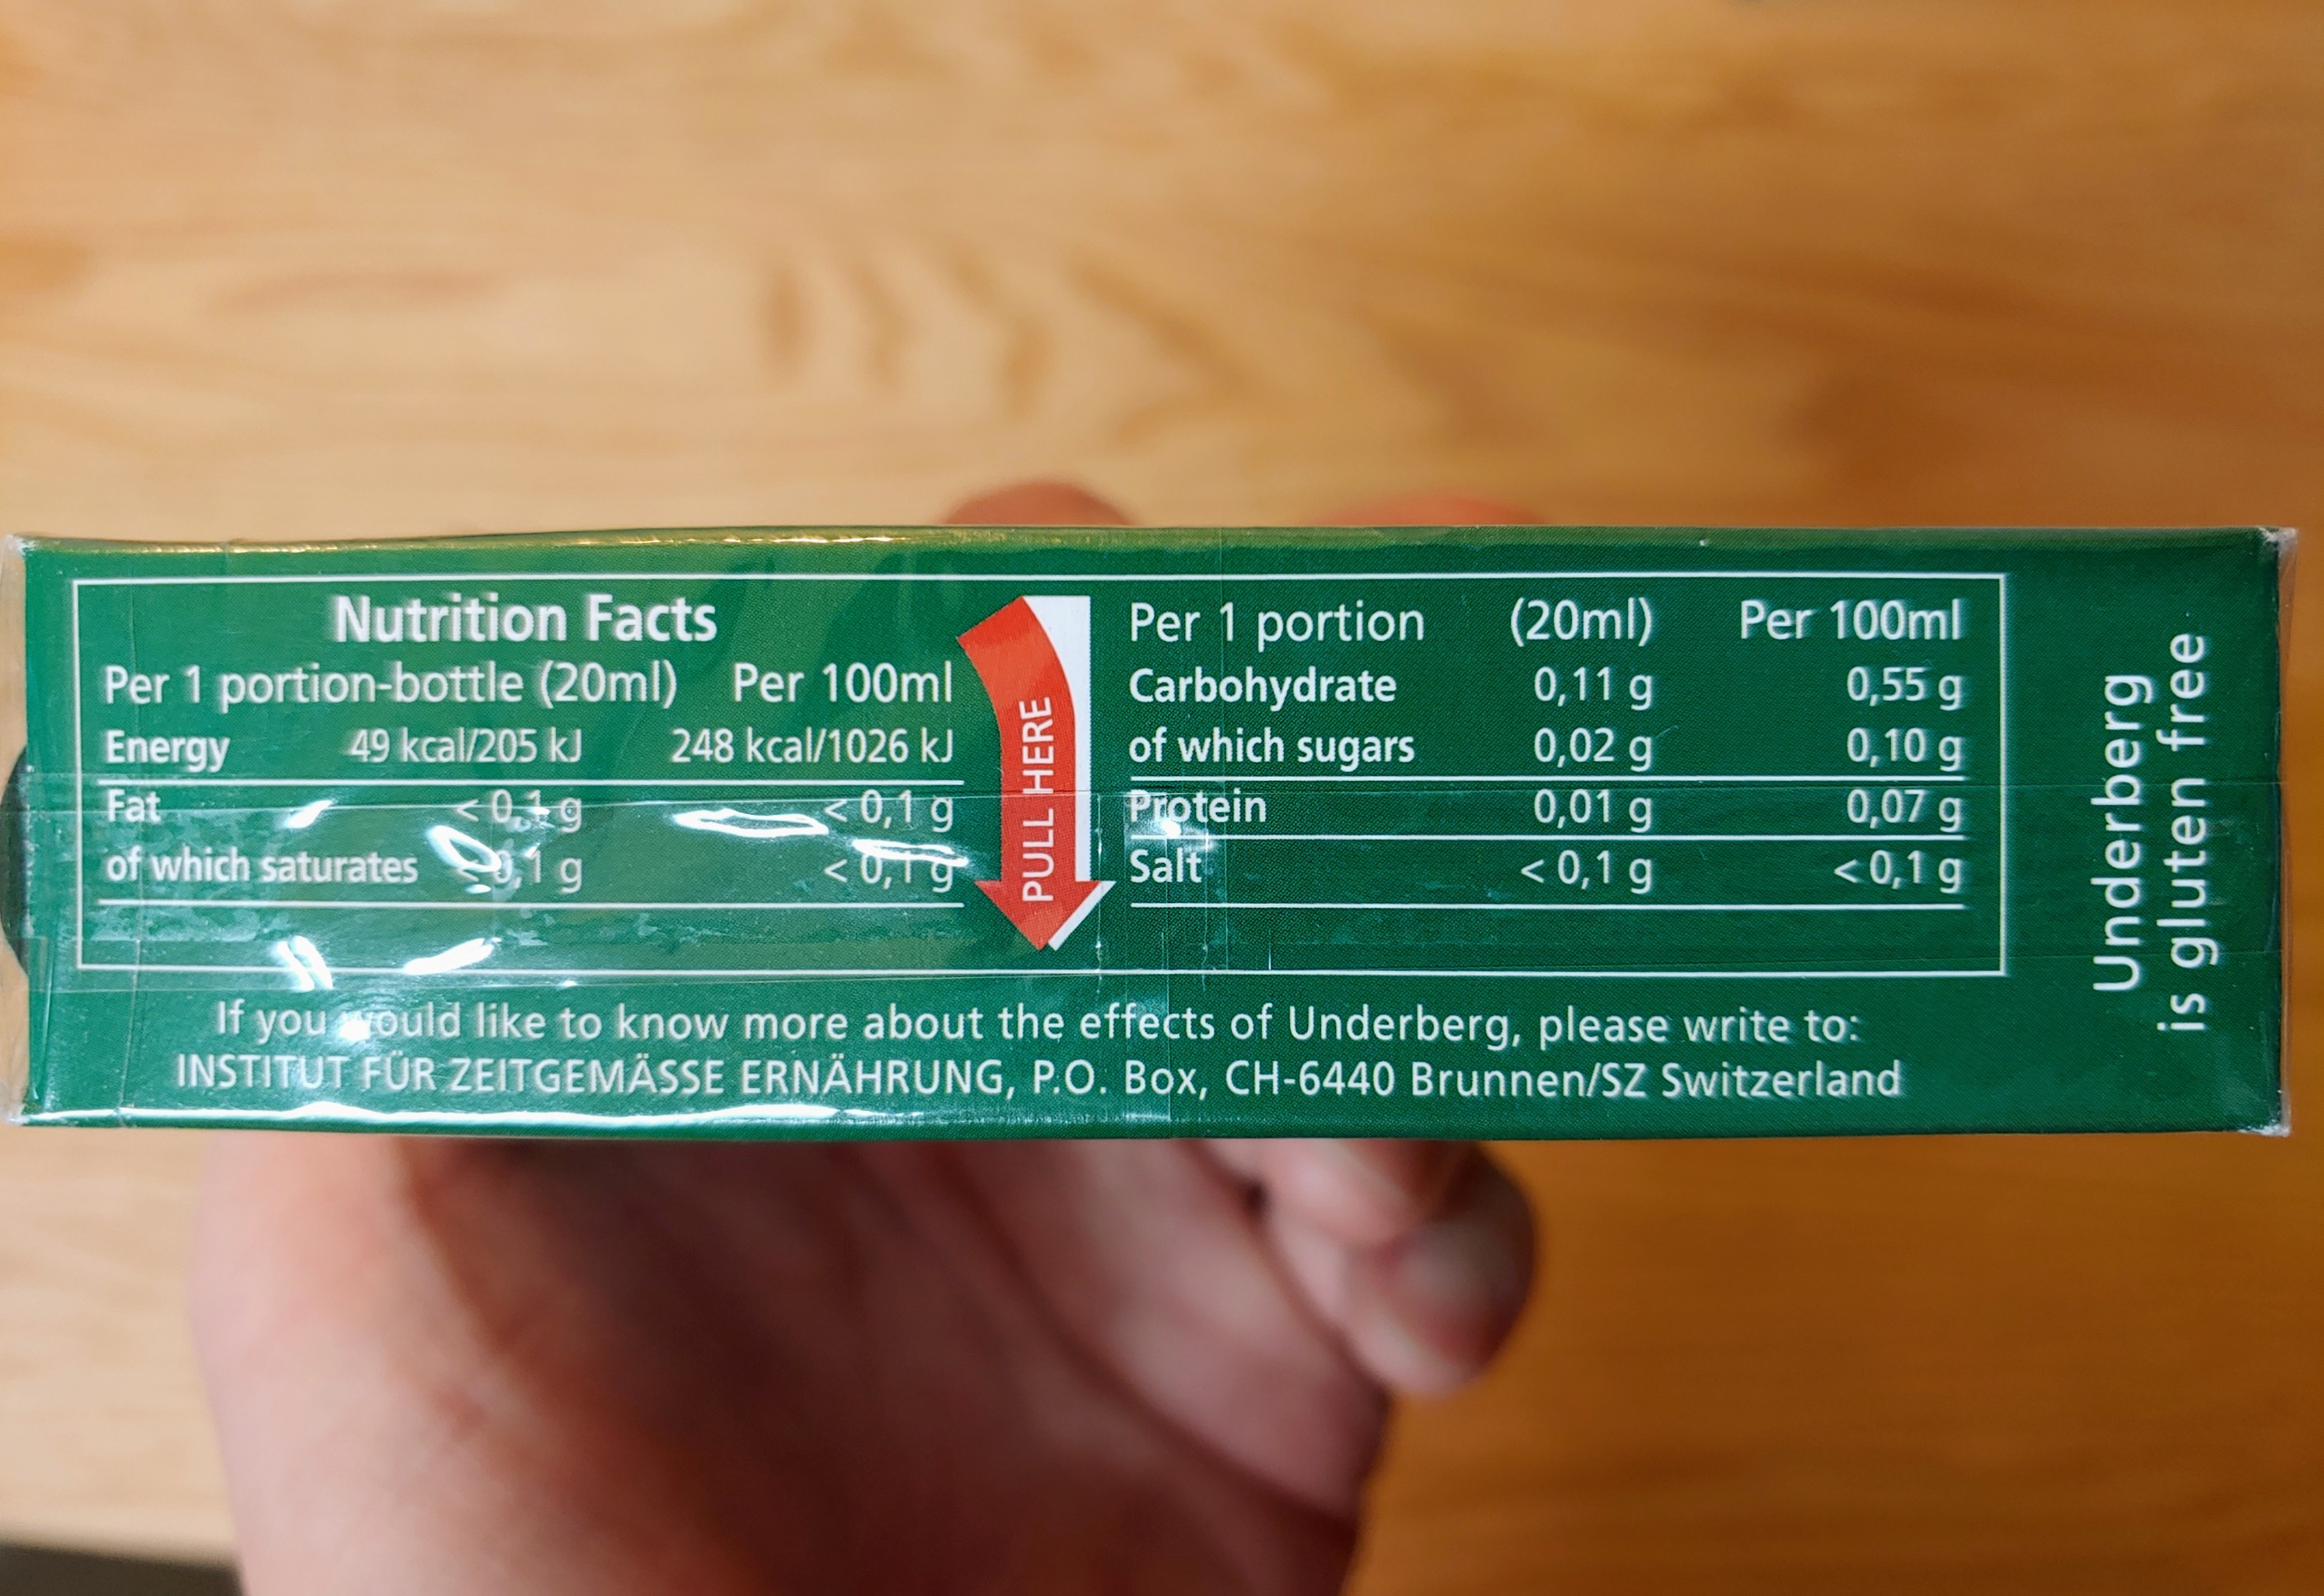 Nutrition Facts
Per 1 portion-bottle (20ml) Per 100ml
Energy 49 kcal/205 kJ 248 kcal/1026 kJ
Fat < 0,1 g < 0,1 g
of which saturates < 0,1 g < 0,1 g
PULL HERE
Per 1 portion (20ml) Per 100ml
Carbohydrate 0,11 g 0,55 g
of which sugars 0,02 g 0,10 g
Protein 0,01 g 0,07 g
Salt < 0,1 g < 0,1 g
If you would like to know more about the effects of Underberg, please write to:
INSTITUT FÜR ZEITGEMÄSSE ERNÄHRUNG, P.O. Box, CH-6440 Brunnen/SZ Switzerland
Underberg
is gluten free